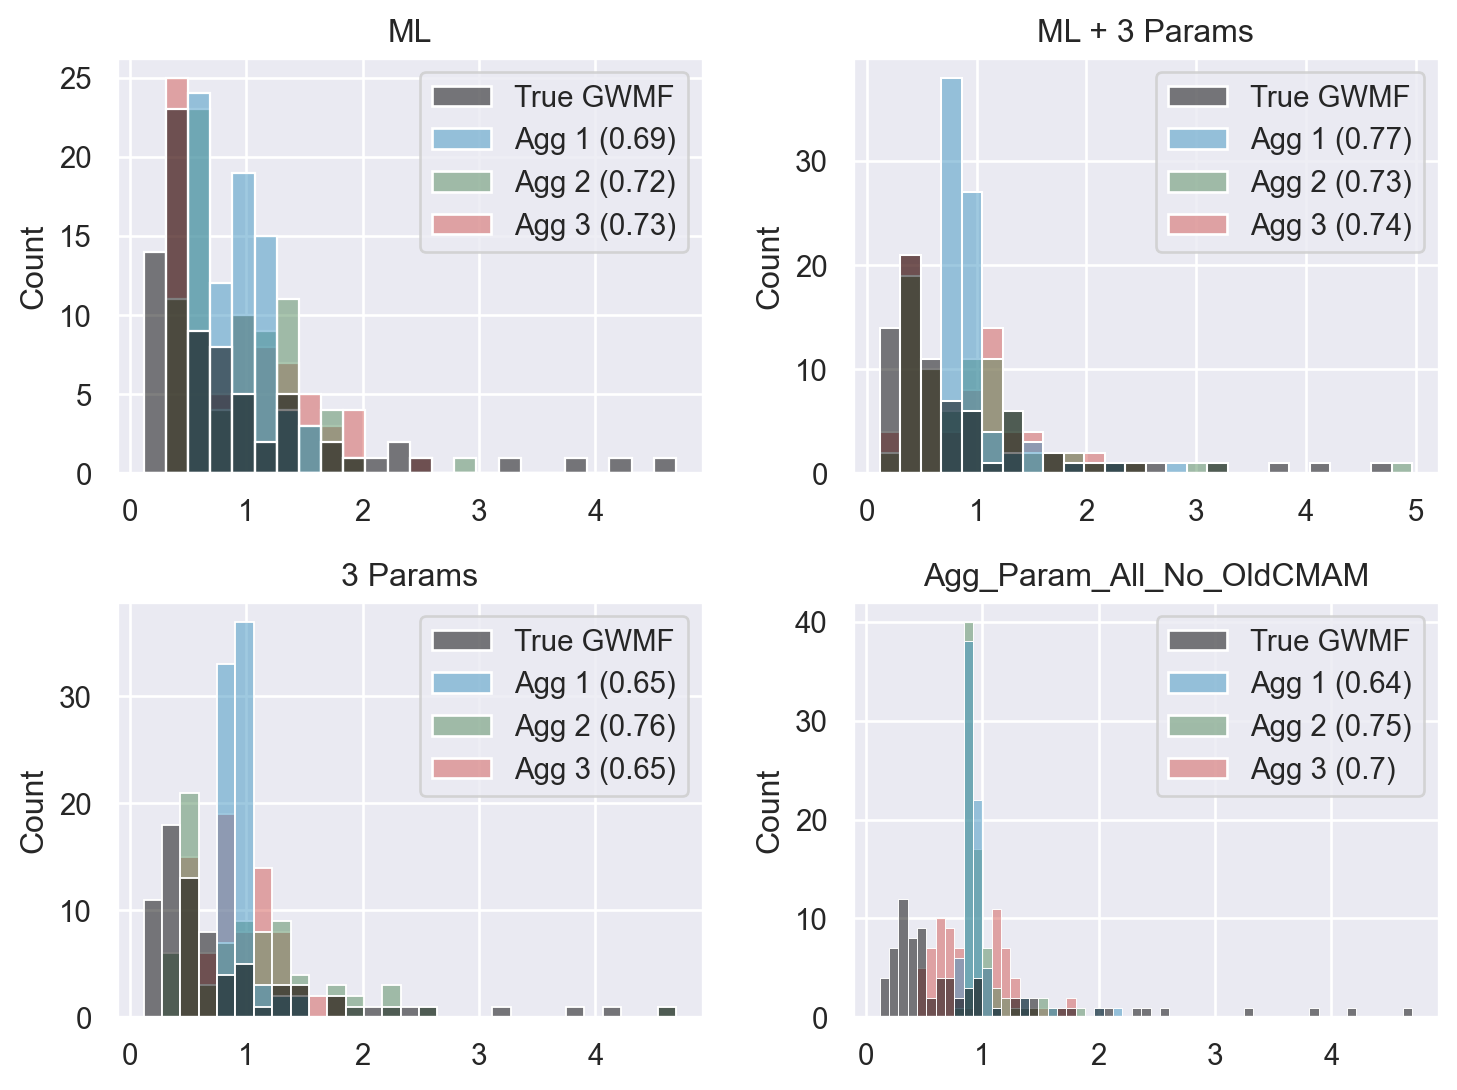 ML
Count
25
20
15
10
5
0
True GWMF
Agg 1 (0.69)
Agg 2 (0.72)
Agg 3 (0.73)
0 1 2 3 4
ML + 3 Params
Count
30
20
10
0
True GWMF
Agg 1 (0.77)
Agg 2 (0.73)
Agg 3 (0.74)
0 1 2 3 4 5
3 Params
Count
30
20
10
0
True GWMF
Agg 1 (0.65)
Agg 2 (0.76)
Agg 3 (0.65)
0 1 2 3 4
Agg_Param_All_No_OldCMAM
Count
40
30
20
10
0
True GWMF
Agg 1 (0.64)
Agg 2 (0.75)
Agg 3 (0.7)
0 1 2 3 4